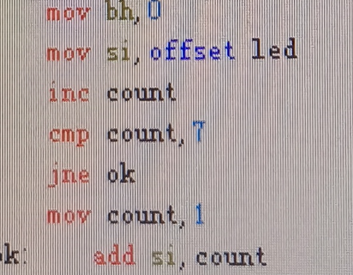 mov bh,0
mov si,offset led
inc count
cmp count,7
jne ok
mov count,1
k: add si,count